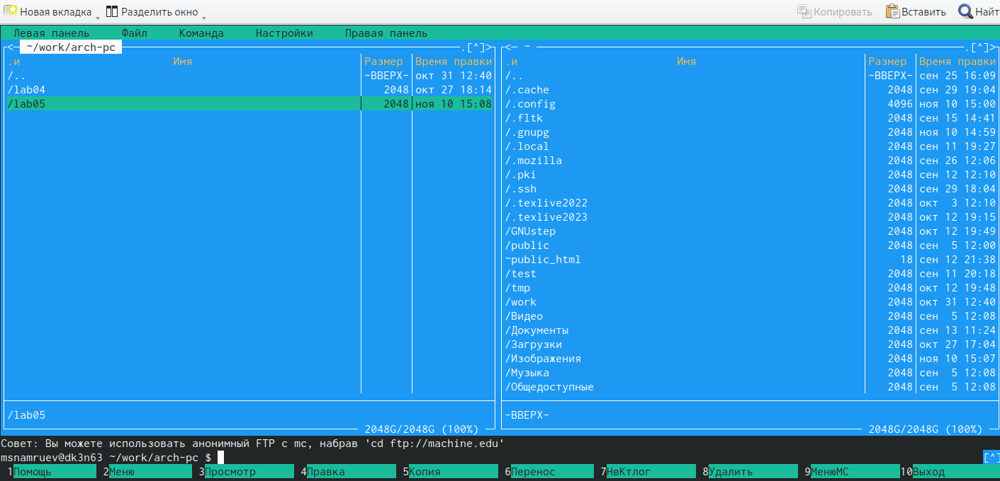 Новая вкладка Разделить окно Копировать Вставить Найт
Левая панель Файл Команда Настройки Правая панель
<— ~/work/arch-pc .[^]> <— ~ .[^]>
.и Имя Размер Время правки .и Имя Размер Время правки
/.. -ВВЕРХ- окт 31 12:40 /.. -ВВЕРХ- сен 25 16:09
/lab04 2048 окт 27 18:14 /.cache 2048 сен 29 19:04
/lab05 2048 ноя 10 15:08 /.config 4096 ноя 10 15:00
/.fltk 2048 сен 15 14:41
/.gnupg 2048 ноя 10 14:59
/.local 2048 сен 11 19:27
/.mozilla 2048 сен 26 12:06
/.pki 2048 сен 12 12:10
/.ssh 2048 сен 29 18:04
/.texlive2022 2048 окт 3 12:10
/.texlive2023 2048 окт 12 19:15
/GNUstep 2048 окт 12 19:49
/public 2048 сен 5 12:00
~public_html 18 сен 12 21:38
/test 2048 сен 11 20:18
/tmp 2048 окт 12 19:48
/work 2048 окт 31 12:40
/Видео 2048 сен 5 12:08
/Документы 2048 сен 13 11:24
/Загрузки 2048 окт 27 17:04
/Изображения 2048 ноя 10 15:07
/Музыка 2048 сен 5 12:08
/Общедоступные 2048 сен 5 12:08
/lab05 -ВВЕРХ-
2048G/2048G (100%) 2048G/2048G (100%)
Совет: Вы можете использовать анонимный FTP с mc, набрав 'cd ftp://machine.edu'
msnamruev@dk3n63 ~/work/arch-pc $ [^]
1Помощь 2Меню 3Просмотр 4Правка 5Копия 6Перенос 7НвКтлог 8Удалить 9МенюМС 10Выход